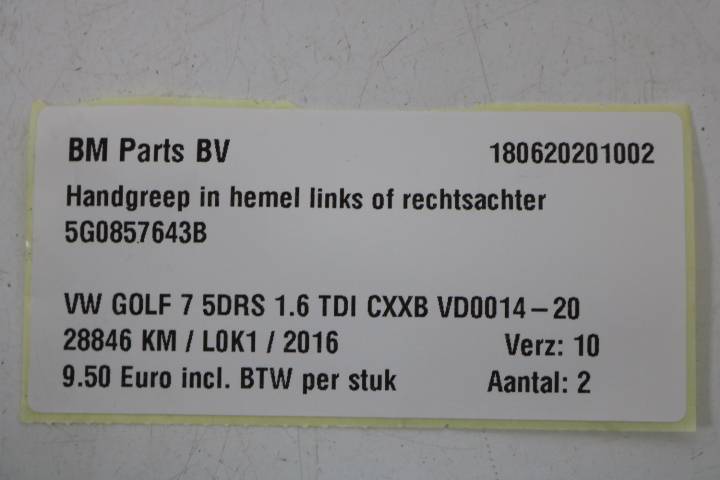 BM Parts BV 180620201002
Handgreep in hemel links of rechtsachter
5G0857643B
VW GOLF 7 5DRS 1.6 TDI CXXB VD0014-20
28846 KM / L0K1 / 2016 Verz: 10
9.50 Euro incl. BTW per stuk Aantal: 2